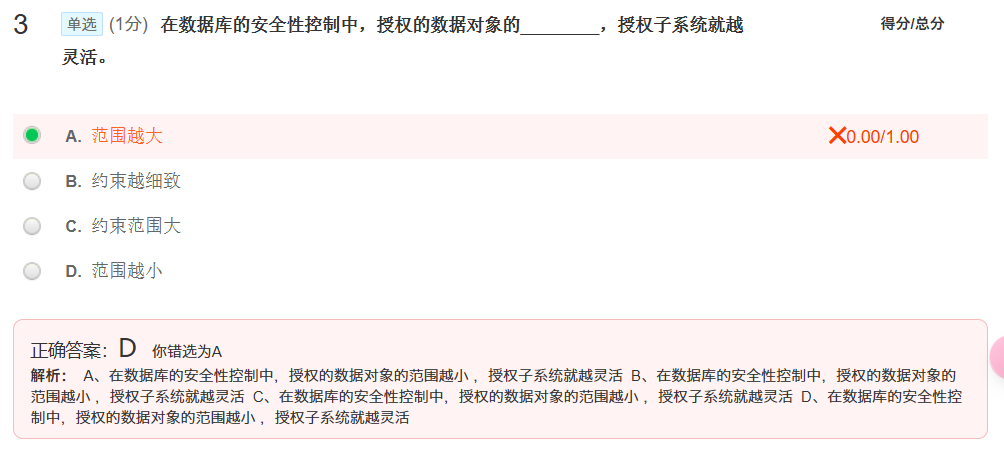 3 单选 (1分) 在数据库的安全性控制中，授权的数据对象的________，授权子系统就越 得分/总分
灵活。
A. 范围越大 ×0.00/1.00
B. 约束越细致
C. 约束范围大
D. 范围越小
正确答案：D 你错选为A
解析： A、在数据库的安全性控制中，授权的数据对象的范围越小 ，授权子系统就越灵活 B、在数据库的安全性控制中，授权的数据对象的
范围越小 ，授权子系统就越灵活 C、在数据库的安全性控制中，授权的数据对象的范围越小 ，授权子系统就越灵活 D、在数据库的安全性控
制中，授权的数据对象的范围越小 ，授权子系统就越灵活